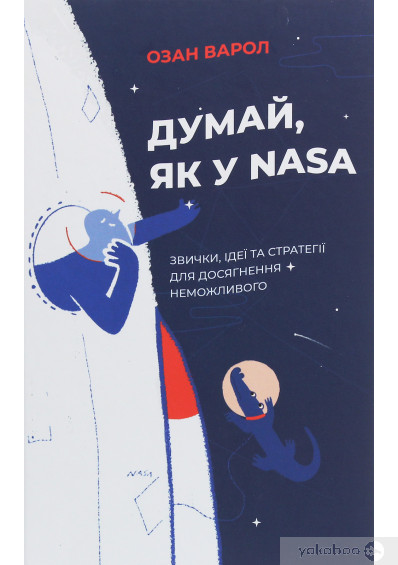 ОЗАН ВАРОЛ
ДУМАЙ,
ЯК У NASA
ЗВИЧКИ, ІДЕЇ ТА СТРАТЕГІЇ
ДЛЯ ДОСЯГНЕННЯ
НЕМОЖЛИВОГО
NASA
yakaboo